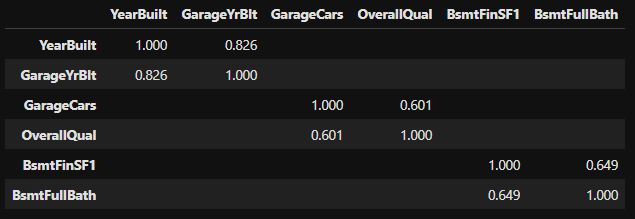 YearBuilt GarageYrBlt GarageCars OverallQual BsmtFinSF1 BsmtFullBath
YearBuilt 1.000 0.826
GarageYrBlt 0.826 1.000
GarageCars 1.000 0.601
OverallQual 0.601 1.000
BsmtFinSF1 1.000 0.649
BsmtFullBath 0.649 1.000